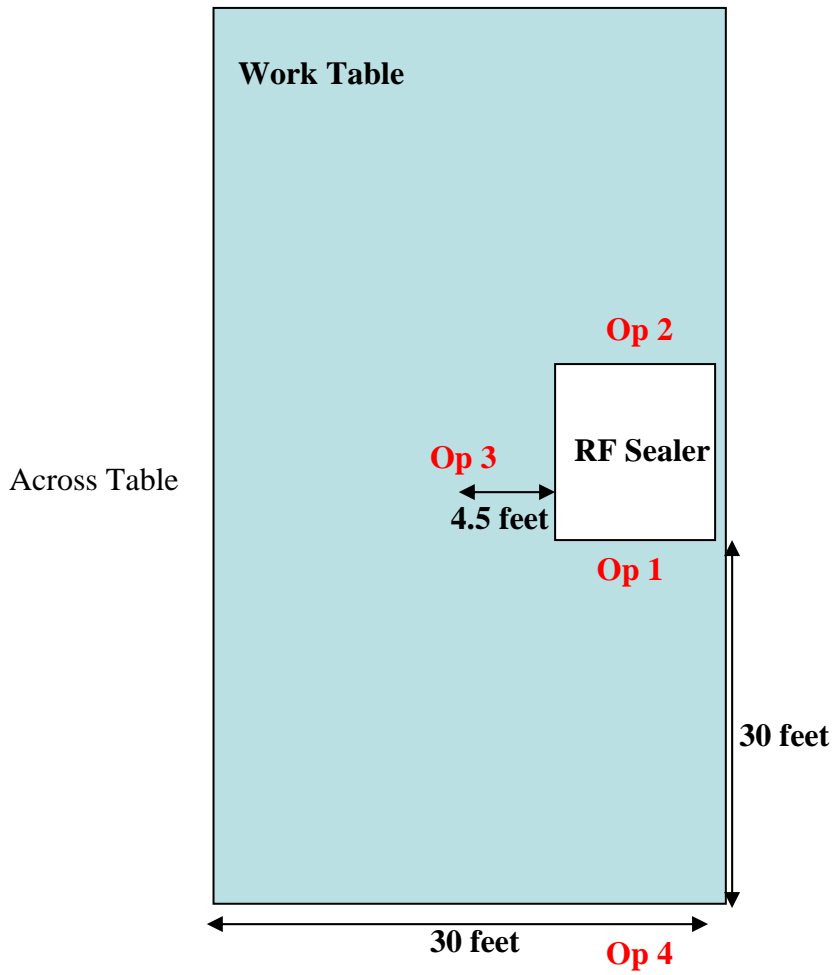 Work Table
Op 2
Op 3
RF Sealer
Across Table
4.5 feet
Op 1
30 feet
30 feet
Op 4